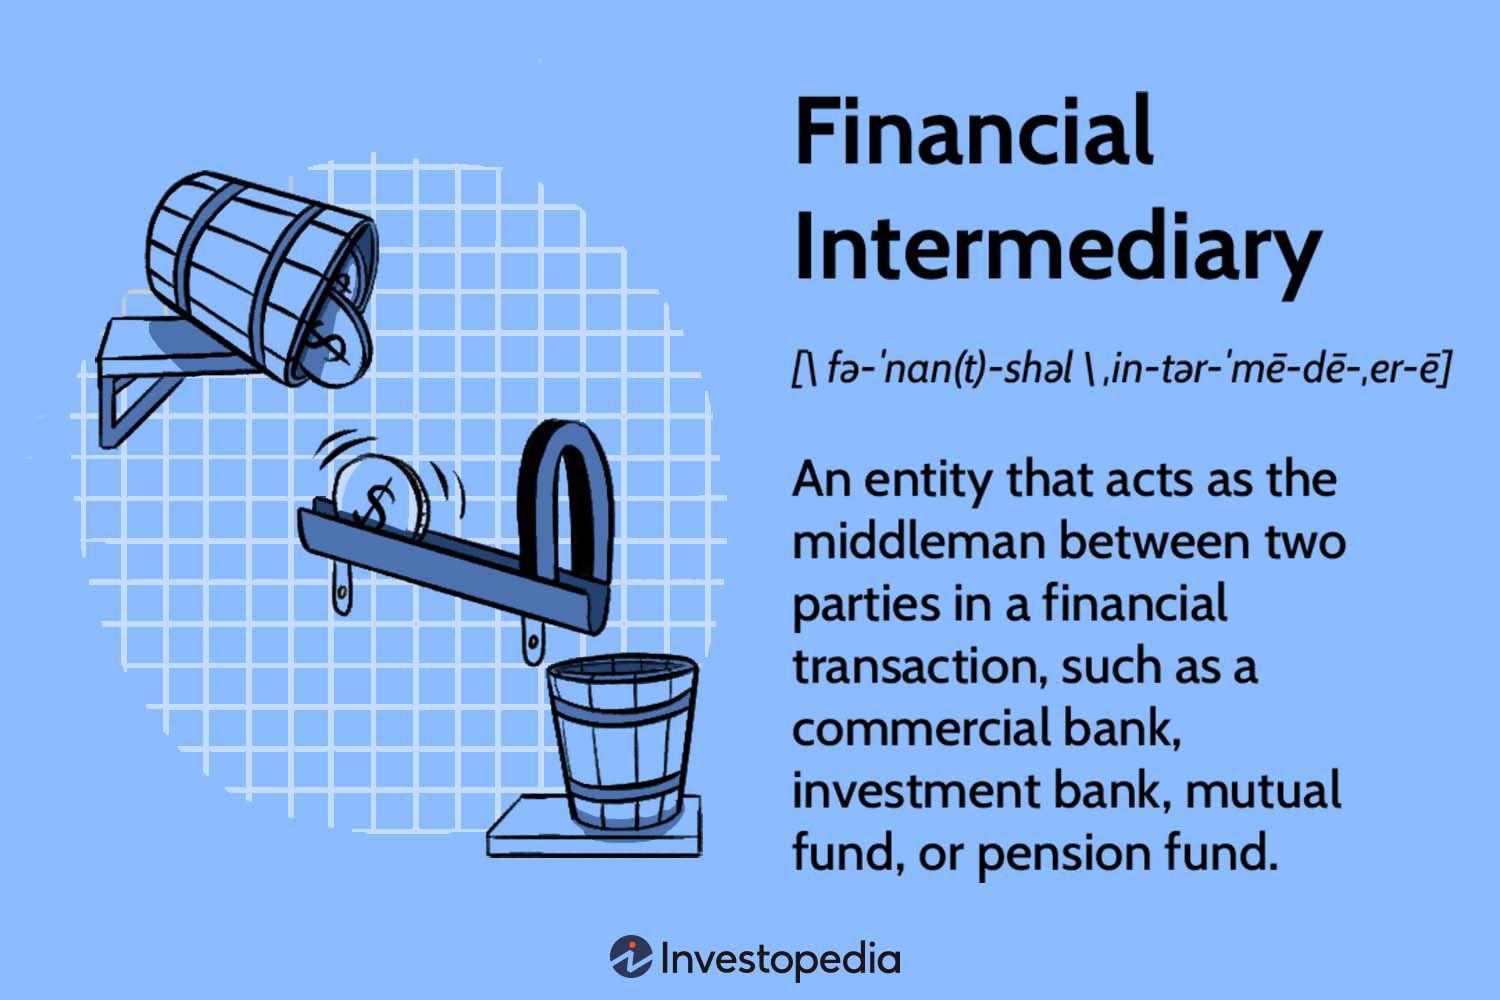 Financial
Intermediary
[\ fə-ˈnan(t)-shəl \ ˌin-tər-ˈmē-dē-ˌer-ē]
An entity that acts as the
middleman between two
parties in a financial
transaction, such as a
commercial bank,
investment bank, mutual
fund, or pension fund.
$
$
$
Investopedia